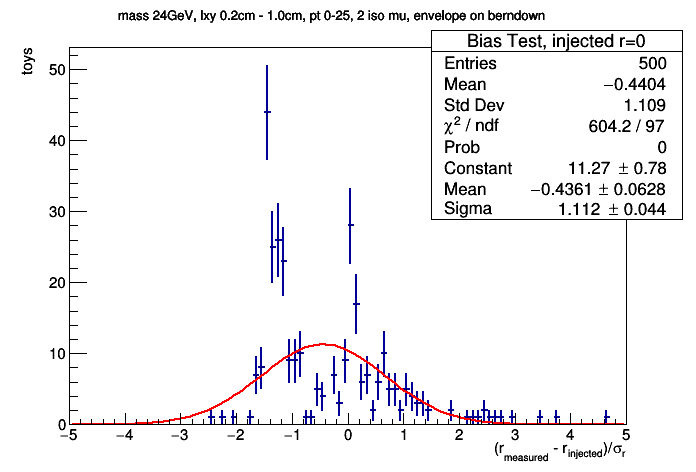 mass 24GeV, lxy 0.2cm - 1.0cm, pt 0-25, 2 iso mu, envelope on berndown
Bias Test, injected r=0
Entries 500
Mean −0.4404
Std Dev 1.109
χ² / ndf 604.2 / 97
Prob 0
Constant 11.27 ± 0.78
Mean −0.4361 ± 0.0628
Sigma 1.112 ± 0.044
toys
50
40
30
20
10
0
−5 −4 −3 −2 −1 0 1 2 3 4 5
(r_measured - r_injected)/σ_r